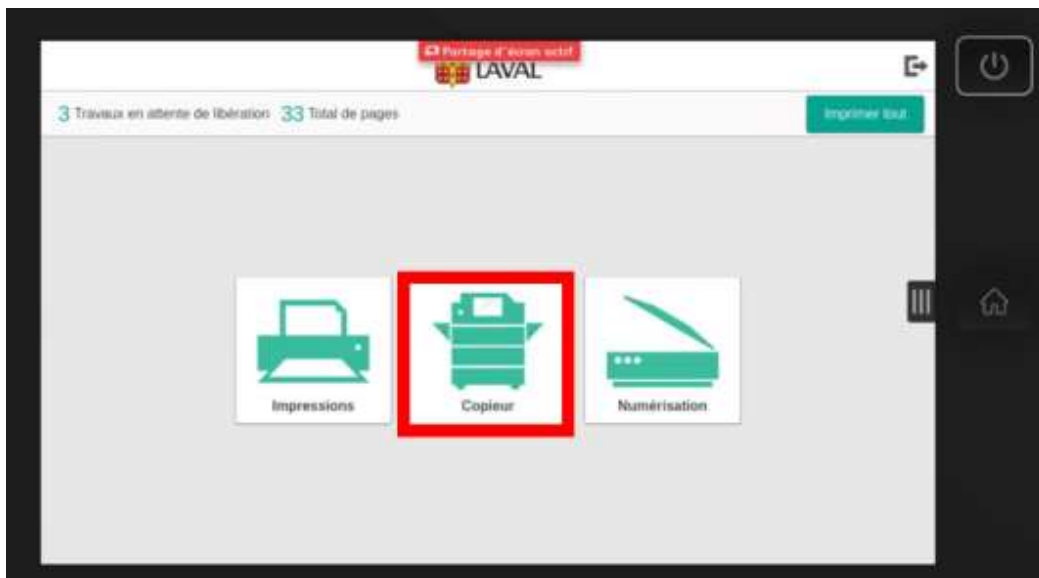 Partage d'écran actif
LAVAL
3 Travaux en attente de libération 33 Total de pages
Imprimer tout
Impressions
Copieur
Numérisation